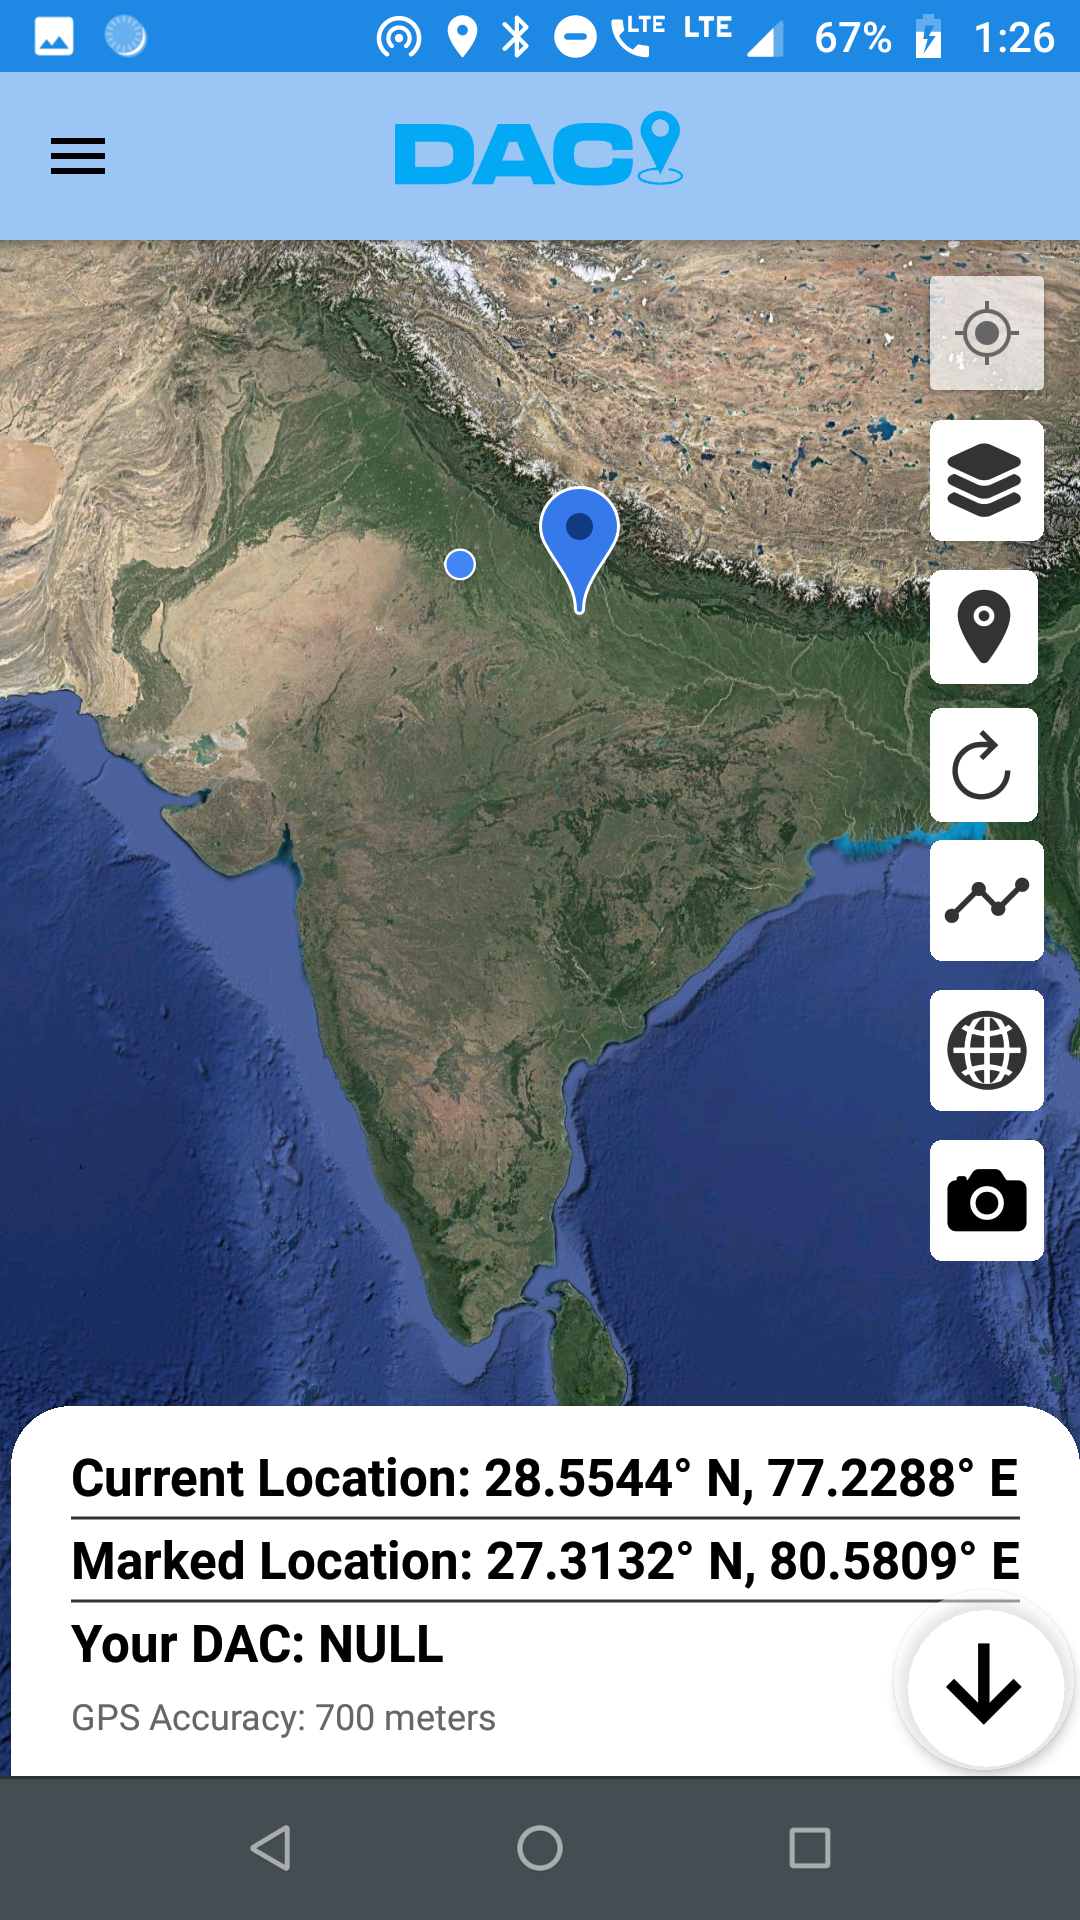 LTE LTE 67% 1:26
DAC
Current Location: 28.5544° N, 77.2288° E
Marked Location: 27.3132° N, 80.5809° E
Your DAC: NULL
GPS Accuracy: 700 meters